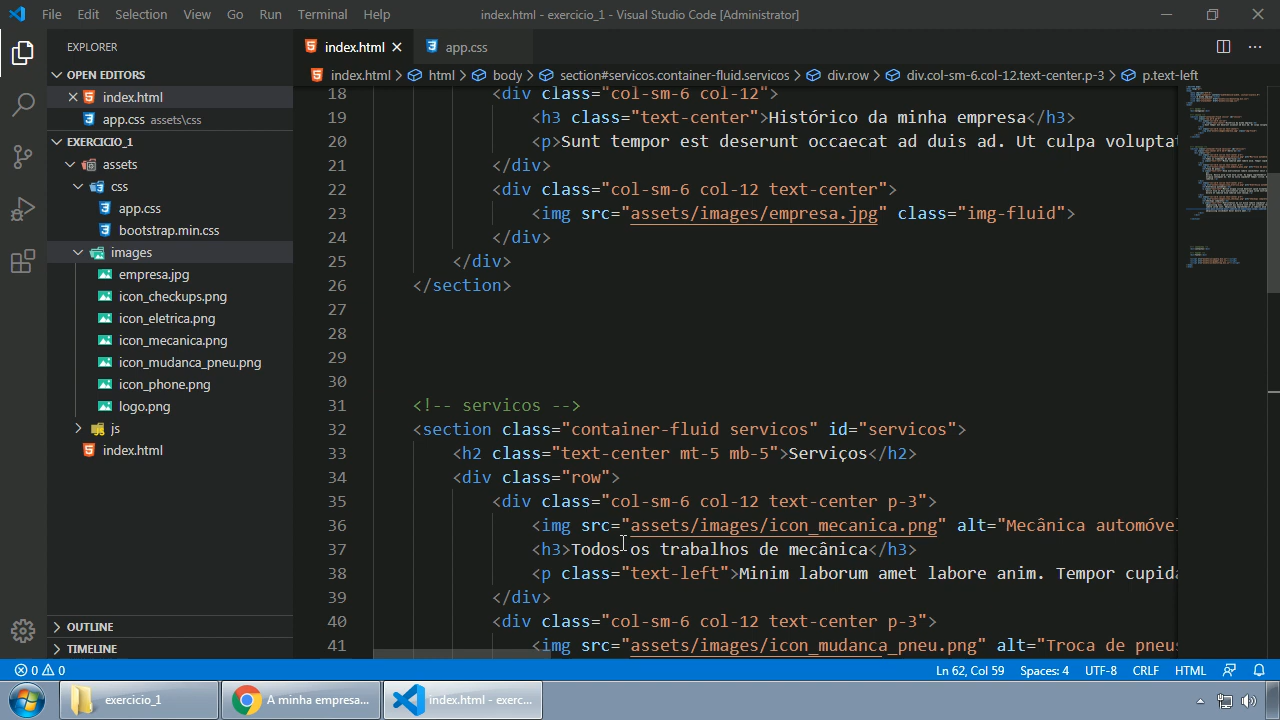 File Edit Selection View Go Run Terminal Help index.html - exercicio_1 - Visual Studio Code [Administrator]
EXPLORER
OPEN EDITORS
index.html
app.css assets\css
EXERCICIO_1
assets
css
app.css
bootstrap.min.css
images
empresa.jpg
icon_checkups.png
icon_eletrica.png
icon_mecanica.png
icon_mudanca_pneu.png
icon_phone.png
logo.png
js
index.html
OUTLINE
TIMELINE
index.html app.css
index.html > html > body > section#servicos.container-fluid.servicos > div.row > div.col-sm-6.col-12.text-center.p-3 > p.text-left
18 <div class="col-sm-6 col-12">
19 <h3 class="text-center">Histórico da minha empresa</h3>
20 <p>Sunt tempor est deserunt occaecat ad duis ad. Ut culpa voluptat
21 </div>
22 <div class="col-sm-6 col-12 text-center">
23 <img src="assets/images/empresa.jpg" class="img-fluid">
24 </div>
25 </div>
26 </section>
27
28
29
30
31 <!-- servicos -->
32 <section class="container-fluid servicos" id="servicos">
33 <h2 class="text-center mt-5 mb-5">Serviços</h2>
34 <div class="row">
35 <div class="col-sm-6 col-12 text-center p-3">
36 <img src="assets/images/icon_mecanica.png" alt="Mecânica automóve
37 <h3>Todos os trabalhos de mecânica</h3>
38 <p class="text-left">Minim laborum amet labore anim. Tempor cupida
39 </div>
40 <div class="col-sm-6 col-12 text-center p-3">
41 <img src="assets/images/icon_mudanca_pneu.png" alt="Troca de pneus
0 0 Ln 62, Col 59 Spaces: 4 UTF-8 CRLF HTML
exercicio_1 A minha empresa... index.html - exerc...